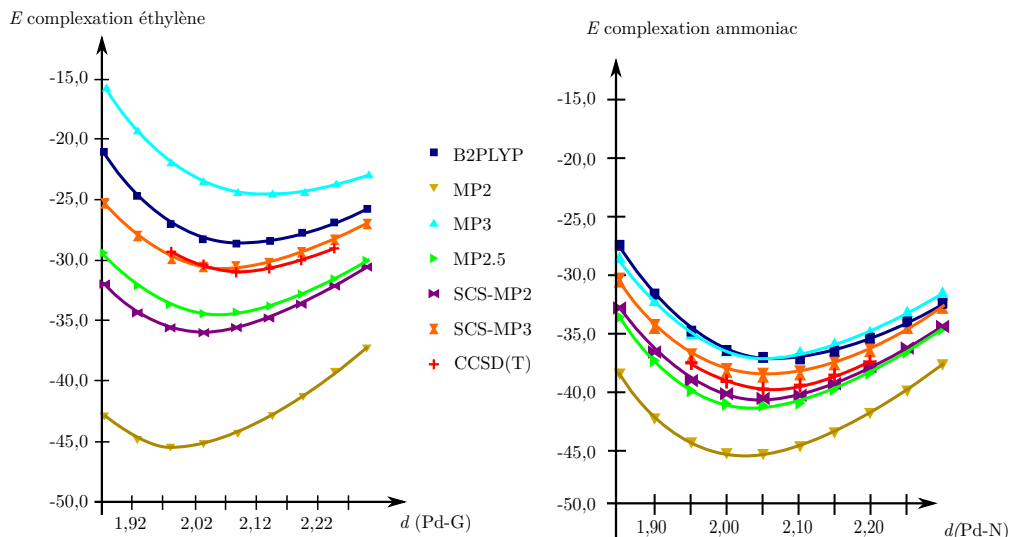 E complexation éthylène
-15,0
-20,0
-25,0
-30,0
-35,0
-40,0
-45,0
-50,0
1,92 2,02 2,12 2,22
d (Pd-G)
B2PLYP
MP2
MP3
MP2.5
SCS-MP2
SCS-MP3
CCSD(T)
E complexation ammoniac
-15,0
-20,0
-25,0
-30,0
-35,0
-40,0
-45,0
-50,0
1,90 2,00 2,10 2,20
d(Pd-N)